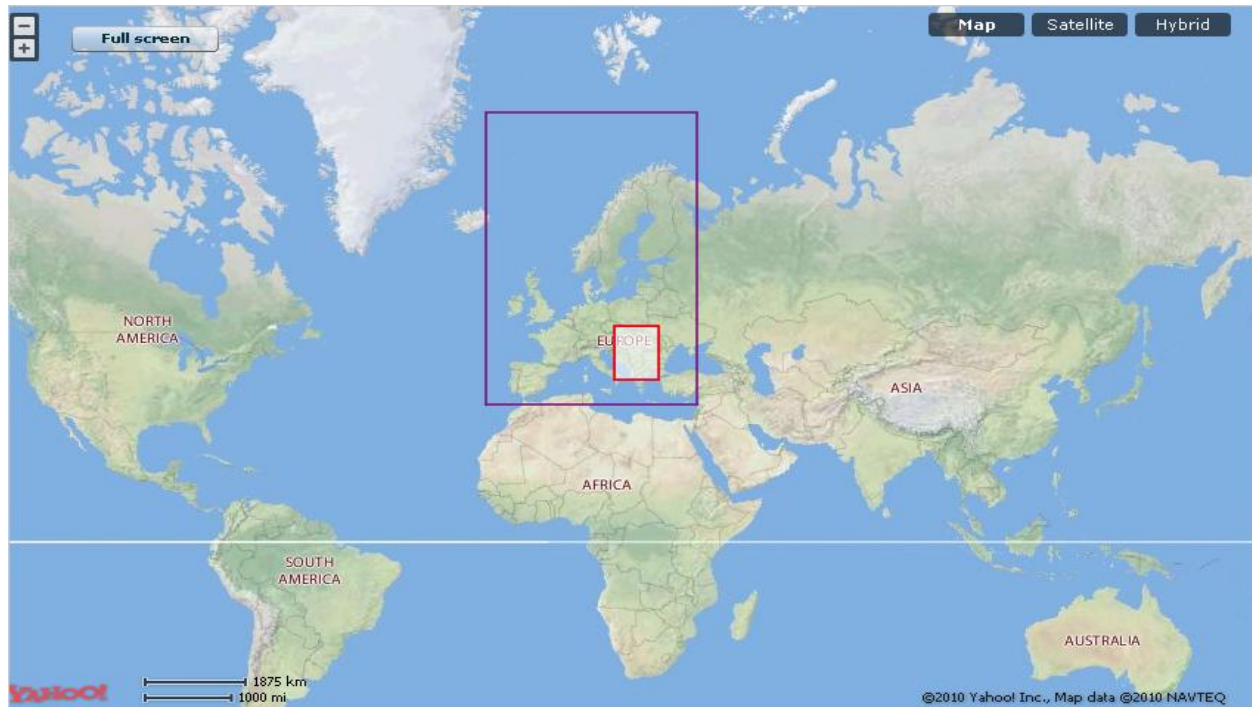 −
+
Full screen
Map
Satellite
Hybrid
NORTH
AMERICA
EUROPE
ASIA
AFRICA
SOUTH
AMERICA
AUSTRALIA
1875 km
1000 mi
YAHOO!
©2010 Yahoo! Inc., Map data ©2010 NAVTEQ